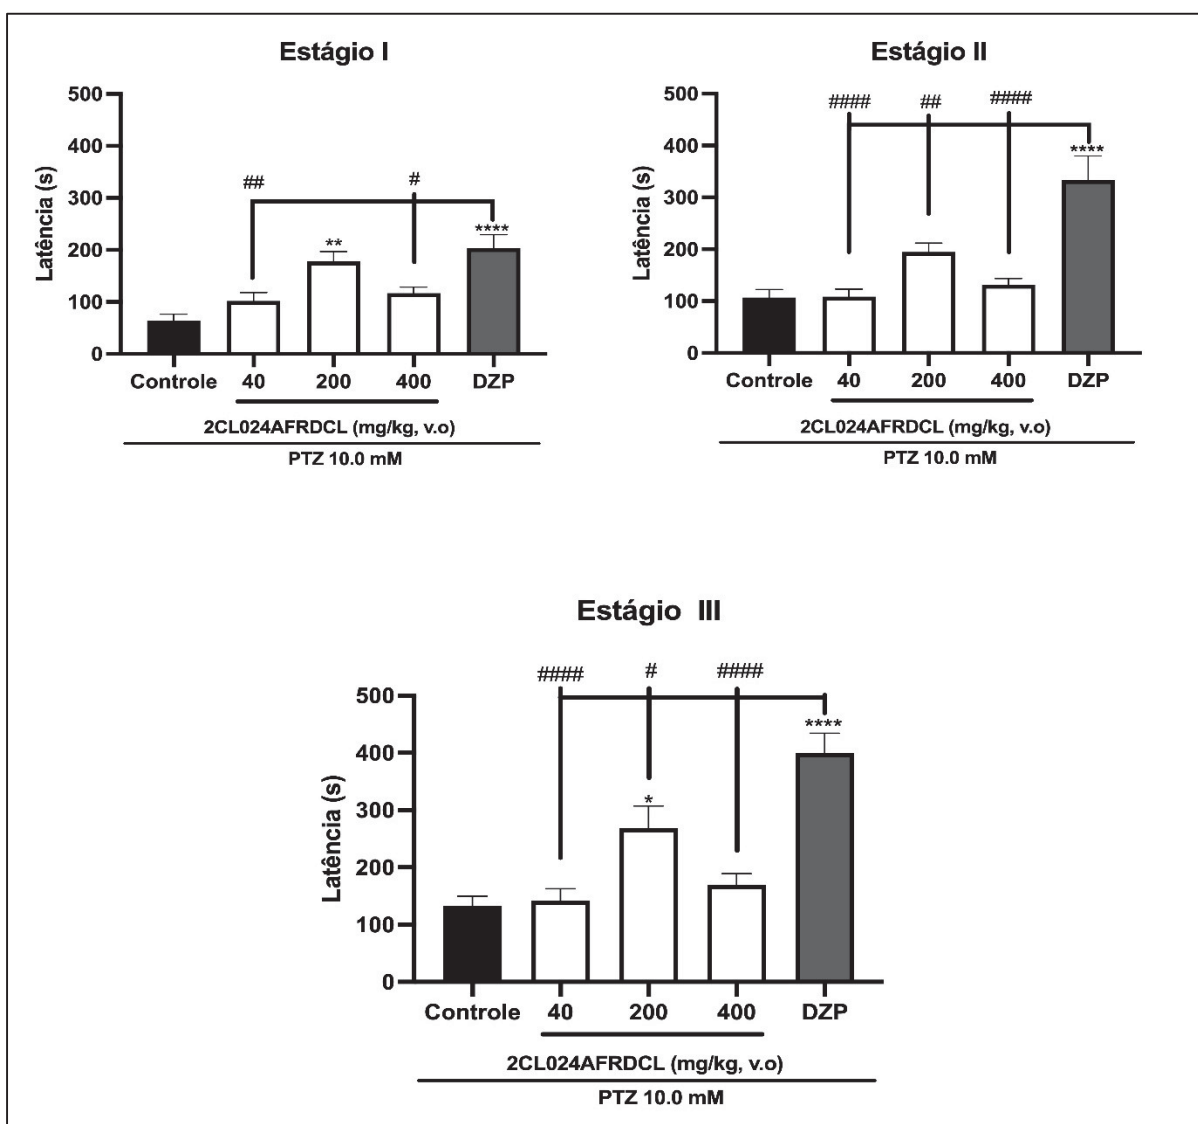 Estágio I
## #
** ****
Latência (s)
500
400
300
200
100
0
Controle 40 200 400 DZP
2CL024AFRDCL (mg/kg, v.o)
PTZ 10.0 mM
Estágio II
#### ## ####
****
Latência (s)
500
400
300
200
100
0
Controle 40 200 400 DZP
2CL024AFRDCL (mg/kg, v.o)
PTZ 10.0 mM
Estágio III
#### # ####
* ****
Latência (s)
500
400
300
200
100
0
Controle 40 200 400 DZP
2CL024AFRDCL (mg/kg, v.o)
PTZ 10.0 mM